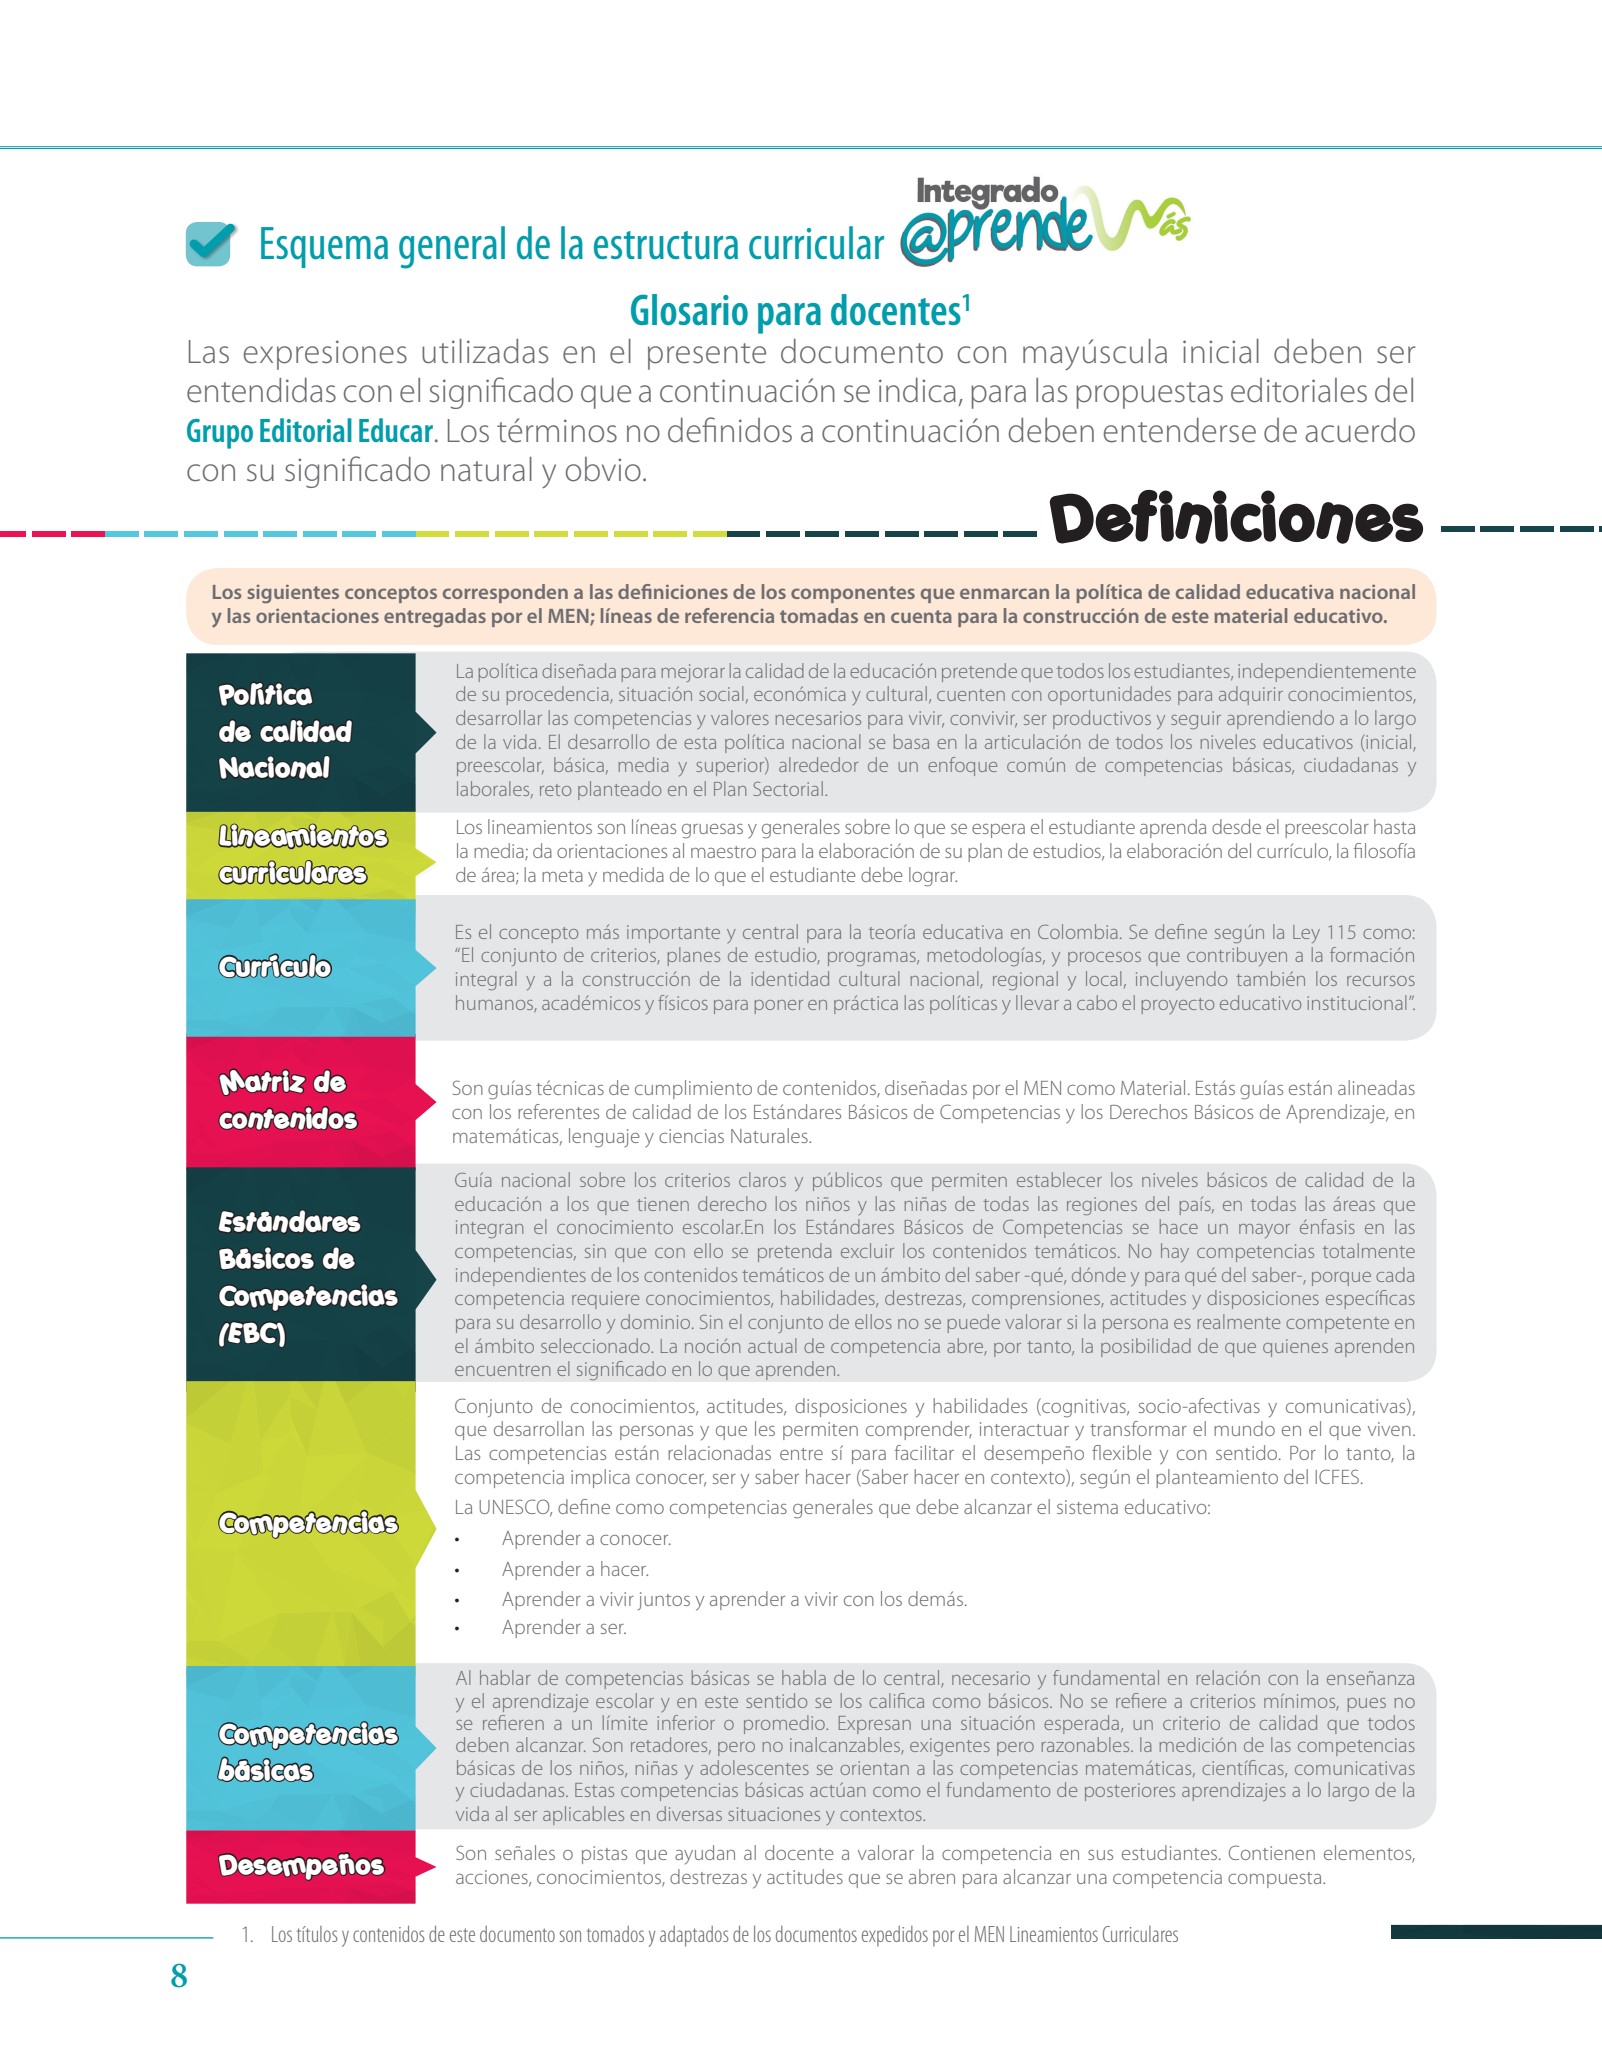 Integrado
@prende Más
Esquema general de la estructura curricular
Glosario para docentes¹
Las expresiones utilizadas en el presente documento con mayúscula inicial deben ser
entendidas con el significado que a continuación se indica, para las propuestas editoriales del
Grupo Editorial Educar. Los términos no definidos a continuación deben entenderse de acuerdo
con su significado natural y obvio.
Definiciones
Los siguientes conceptos corresponden a las definiciones de los componentes que enmarcan la política de calidad educativa nacional
y las orientaciones entregadas por el MEN; líneas de referencia tomadas en cuenta para la construcción de este material educativo.
Política
de calidad
Nacional
La política diseñada para mejorar la calidad de la educación pretende que todos los estudiantes, independientemente
de su procedencia, situación social, económica y cultural, cuenten con oportunidades para adquirir conocimientos,
desarrollar las competencias y valores necesarios para vivir, convivir, ser productivos y seguir aprendiendo a lo largo
de la vida. El desarrollo de esta política nacional se basa en la articulación de todos los niveles educativos (inicial,
preescolar, básica, media y superior) alrededor de un enfoque común de competencias básicas, ciudadanas y
laborales, reto planteado en el Plan Sectorial.
Lineamientos
curriculares
Los lineamientos son líneas gruesas y generales sobre lo que se espera el estudiante aprenda desde el preescolar hasta
la media; da orientaciones al maestro para la elaboración de su plan de estudios, la elaboración del currículo, la filosofía
de área; la meta y medida de lo que el estudiante debe lograr.
Currículo
Es el concepto más importante y central para la teoría educativa en Colombia. Se define según la Ley 115 como:
“El conjunto de criterios, planes de estudio, programas, metodologías, y procesos que contribuyen a la formación
integral y a la construcción de la identidad cultural nacional, regional y local, incluyendo también los recursos
humanos, académicos y físicos para poner en práctica las políticas y llevar a cabo el proyecto educativo institucional”.
Matriz de
contenidos
Son guías técnicas de cumplimiento de contenidos, diseñadas por el MEN como Material. Estás guías están alineadas
con los referentes de calidad de los Estándares Básicos de Competencias y los Derechos Básicos de Aprendizaje, en
matemáticas, lenguaje y ciencias Naturales.
Estándares
Básicos de
Competencias
(EBC)
Guía nacional sobre los criterios claros y públicos que permiten establecer los niveles básicos de calidad de la
educación a los que tienen derecho los niños y las niñas de todas las regiones del país, en todas las áreas que
integran el conocimiento escolar.En los Estándares Básicos de Competencias se hace un mayor énfasis en las
competencias, sin que con ello se pretenda excluir los contenidos temáticos. No hay competencias totalmente
independientes de los contenidos temáticos de un ámbito del saber -qué, dónde y para qué del saber-, porque cada
competencia requiere conocimientos, habilidades, destrezas, comprensiones, actitudes y disposiciones específicas
para su desarrollo y dominio. Sin el conjunto de ellos no se puede valorar si la persona es realmente competente en
el ámbito seleccionado. La noción actual de competencia abre, por tanto, la posibilidad de que quienes aprenden
encuentren el significado en lo que aprenden.
Competencias
Conjunto de conocimientos, actitudes, disposiciones y habilidades (cognitivas, socio-afectivas y comunicativas),
que desarrollan las personas y que les permiten comprender, interactuar y transformar el mundo en el que viven.
Las competencias están relacionadas entre sí para facilitar el desempeño flexible y con sentido. Por lo tanto, la
competencia implica conocer, ser y saber hacer (Saber hacer en contexto), según el planteamiento del ICFES.
La UNESCO, define como competencias generales que debe alcanzar el sistema educativo:
• Aprender a conocer.
• Aprender a hacer.
• Aprender a vivir juntos y aprender a vivir con los demás.
• Aprender a ser.
Competencias
básicas
Al hablar de competencias básicas se habla de lo central, necesario y fundamental en relación con la enseñanza
y el aprendizaje escolar y en este sentido se los califica como básicos. No se refiere a criterios mínimos, pues no
se refieren a un límite inferior o promedio. Expresan una situación esperada, un criterio de calidad que todos
deben alcanzar. Son retadores, pero no inalcanzables, exigentes pero razonables. la medición de las competencias
básicas de los niños, niñas y adolescentes se orientan a las competencias matemáticas, científicas, comunicativas
y ciudadanas. Estas competencias básicas actúan como el fundamento de posteriores aprendizajes a lo largo de la
vida al ser aplicables en diversas situaciones y contextos.
Desempeños
Son señales o pistas que ayudan al docente a valorar la competencia en sus estudiantes. Contienen elementos,
acciones, conocimientos, destrezas y actitudes que se abren para alcanzar una competencia compuesta.
1. Los títulos y contenidos de este documento son tomados y adaptados de los documentos expedidos por el MEN Lineamientos Curriculares
8